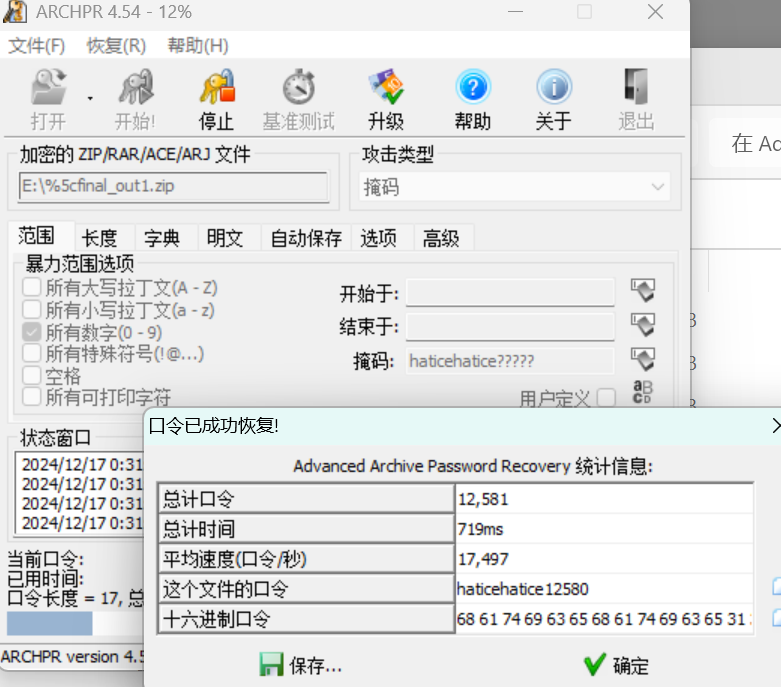 ARCHPR 4.54 - 12%
文件(F) 恢复(R) 帮助(H)
打开 开始! 停止 基准测试 升级 帮助 关于 退出
在 Ad
加密的 ZIP/RAR/ACE/ARJ 文件
攻击类型
E:\%5cfinal_out1.zip
掩码
范围 长度 字典 明文 自动保存 选项 高级
暴力范围选项
所有大写拉丁文(A - Z)
所有小写拉丁文(a - z)
所有数字(0 - 9)
所有特殊符号(!@...)
空格
所有可打印字符
开始于:
结束于:
掩码: haticehatice?????
用户定义
状态窗口
2024/12/17 0:31
2024/12/17 0:31
2024/12/17 0:31
2024/12/17 0:31
当前口令:
已用时间:
口令长度 = 17, 总
ARCHPR version 4.5
口令已成功恢复!
Advanced Archive Password Recovery 统计信息:
总计口令 12,581
总计时间 719ms
平均速度(口令/秒) 17,497
这个文件的口令 haticehatice12580
十六进制口令 68 61 74 69 63 65 68 61 74 69 63 65 31
保存... 确定